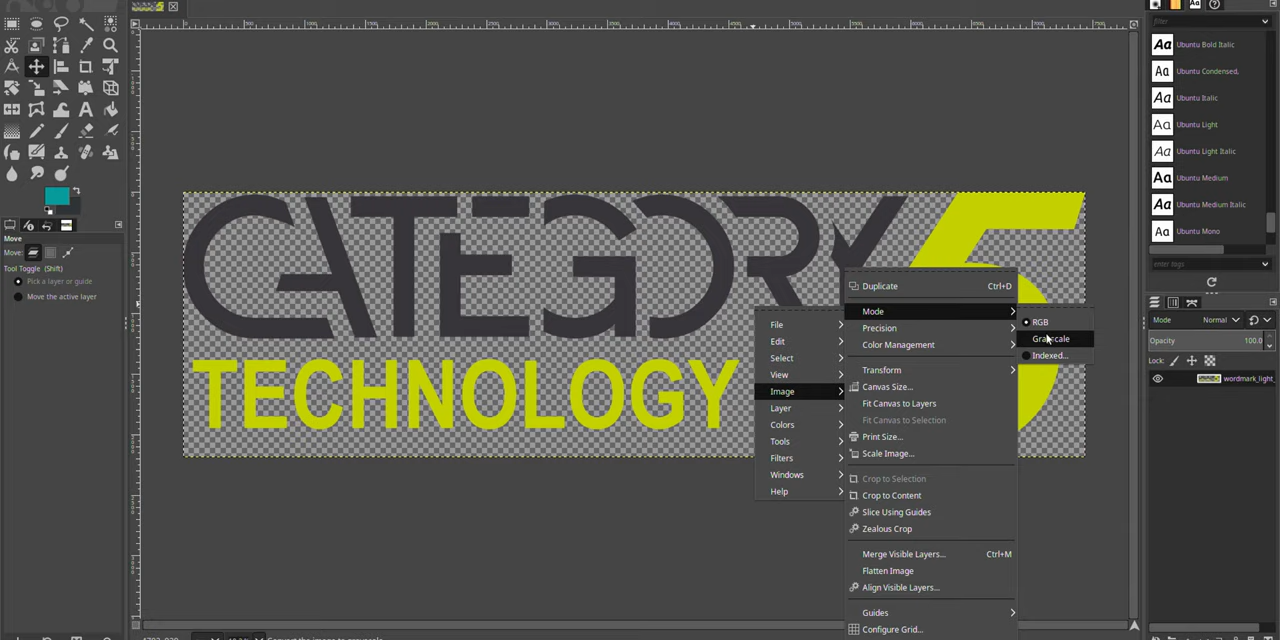 filter
Ubuntu Bold Italic
Ubuntu Condensed,
Ubuntu Italic
Ubuntu Light
Ubuntu Light Italic
Ubuntu Medium
Ubuntu Medium Italic
Ubuntu Mono
enter tags
Mode Normal
Opacity 100.0
Lock:
wordmark_light_
Move
Move:
Tool Toggle (Shift)
Pick a layer or guide
Move the active layer
CATEGORY 5
TECHNOLOGY
File
Edit
Select
View
Image
Layer
Colors
Tools
Filters
Windows
Help
Duplicate Ctrl+D
Mode
Precision
Color Management
Transform
Canvas Size...
Fit Canvas to Layers
Fit Canvas to Selection
Print Size...
Scale Image...
Crop to Selection
Crop to Content
Slice Using Guides
Zealous Crop
Merge Visible Layers... Ctrl+M
Flatten Image
Align Visible Layers...
Guides
Configure Grid...
RGB
Grayscale
Indexed...